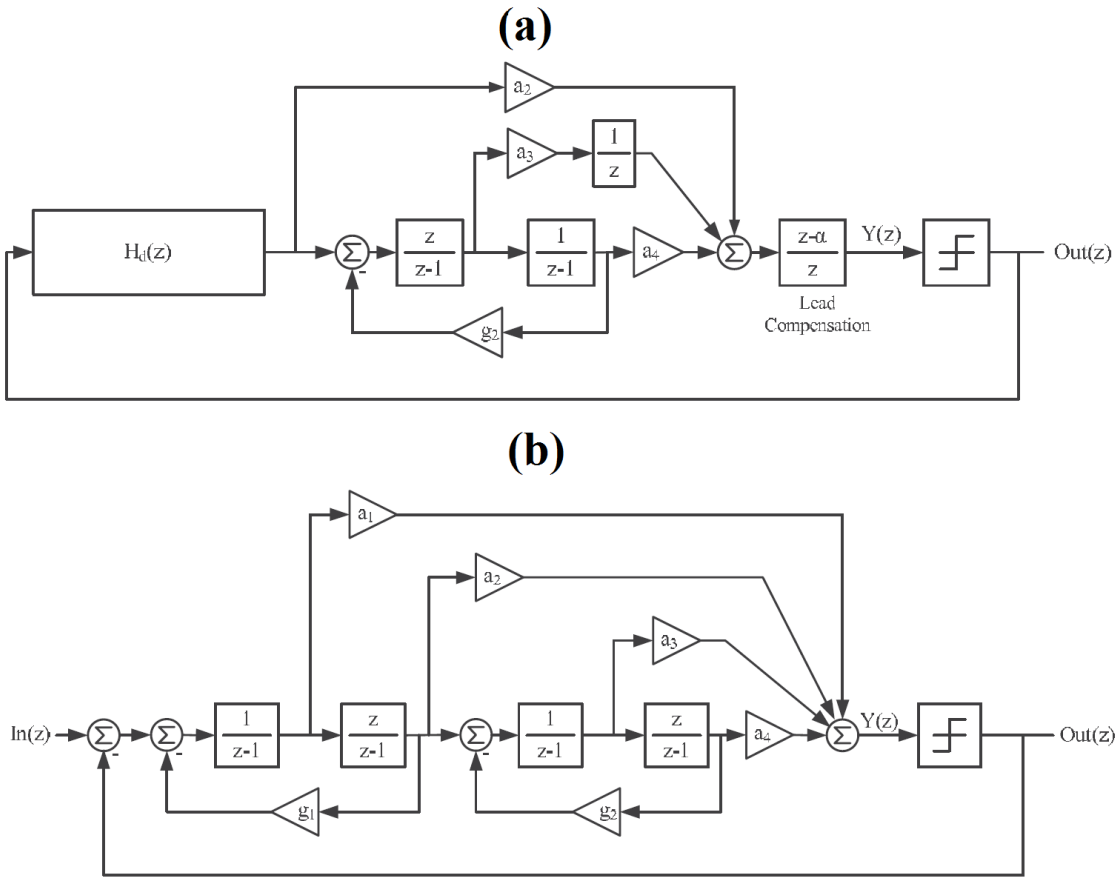 (a)
a2
a3
1
z
Hd(z)
Σ
-
z
z-1
1
z-1
a4
Σ
z-α
z
Y(z)
Out(z)
g2
Lead
Compensation
(b)
a1
a2
a3
In(z)
Σ
-
Σ
-
1
z-1
z
z-1
Σ
-
1
z-1
z
z-1
a4
Σ
Y(z)
Out(z)
g1
g2